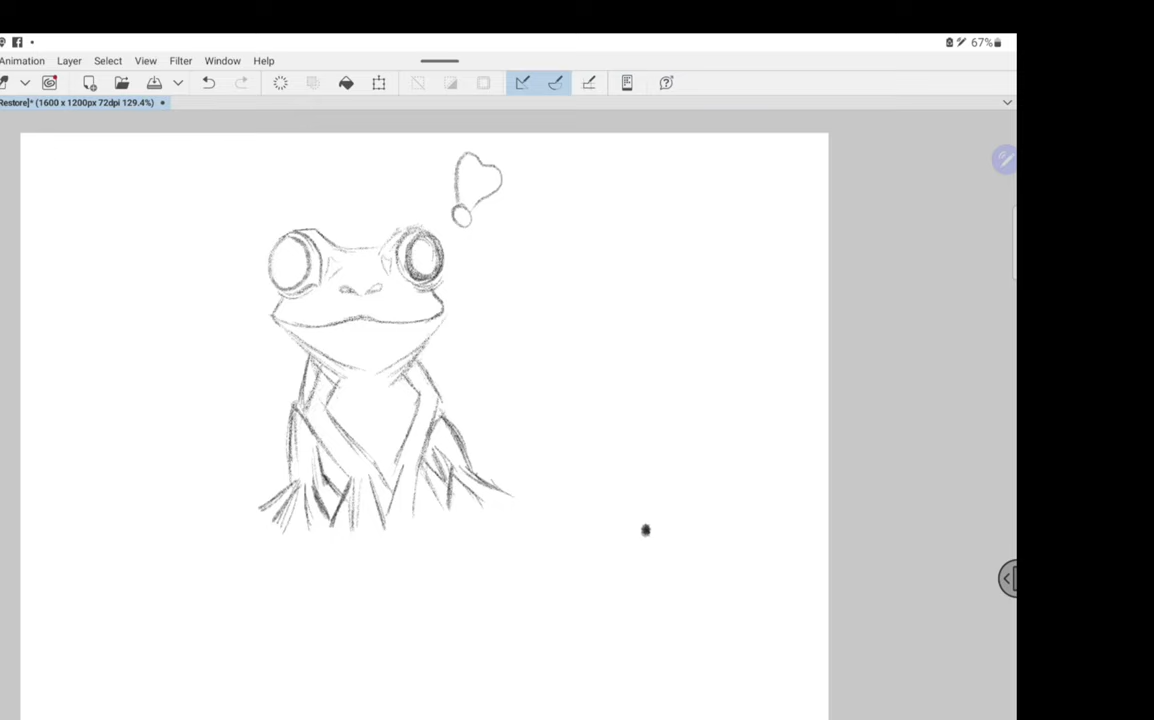 67%
Animation Layer Select View Filter Window Help
Restore]* (1600 x 1200px 72dpi 129.4%)